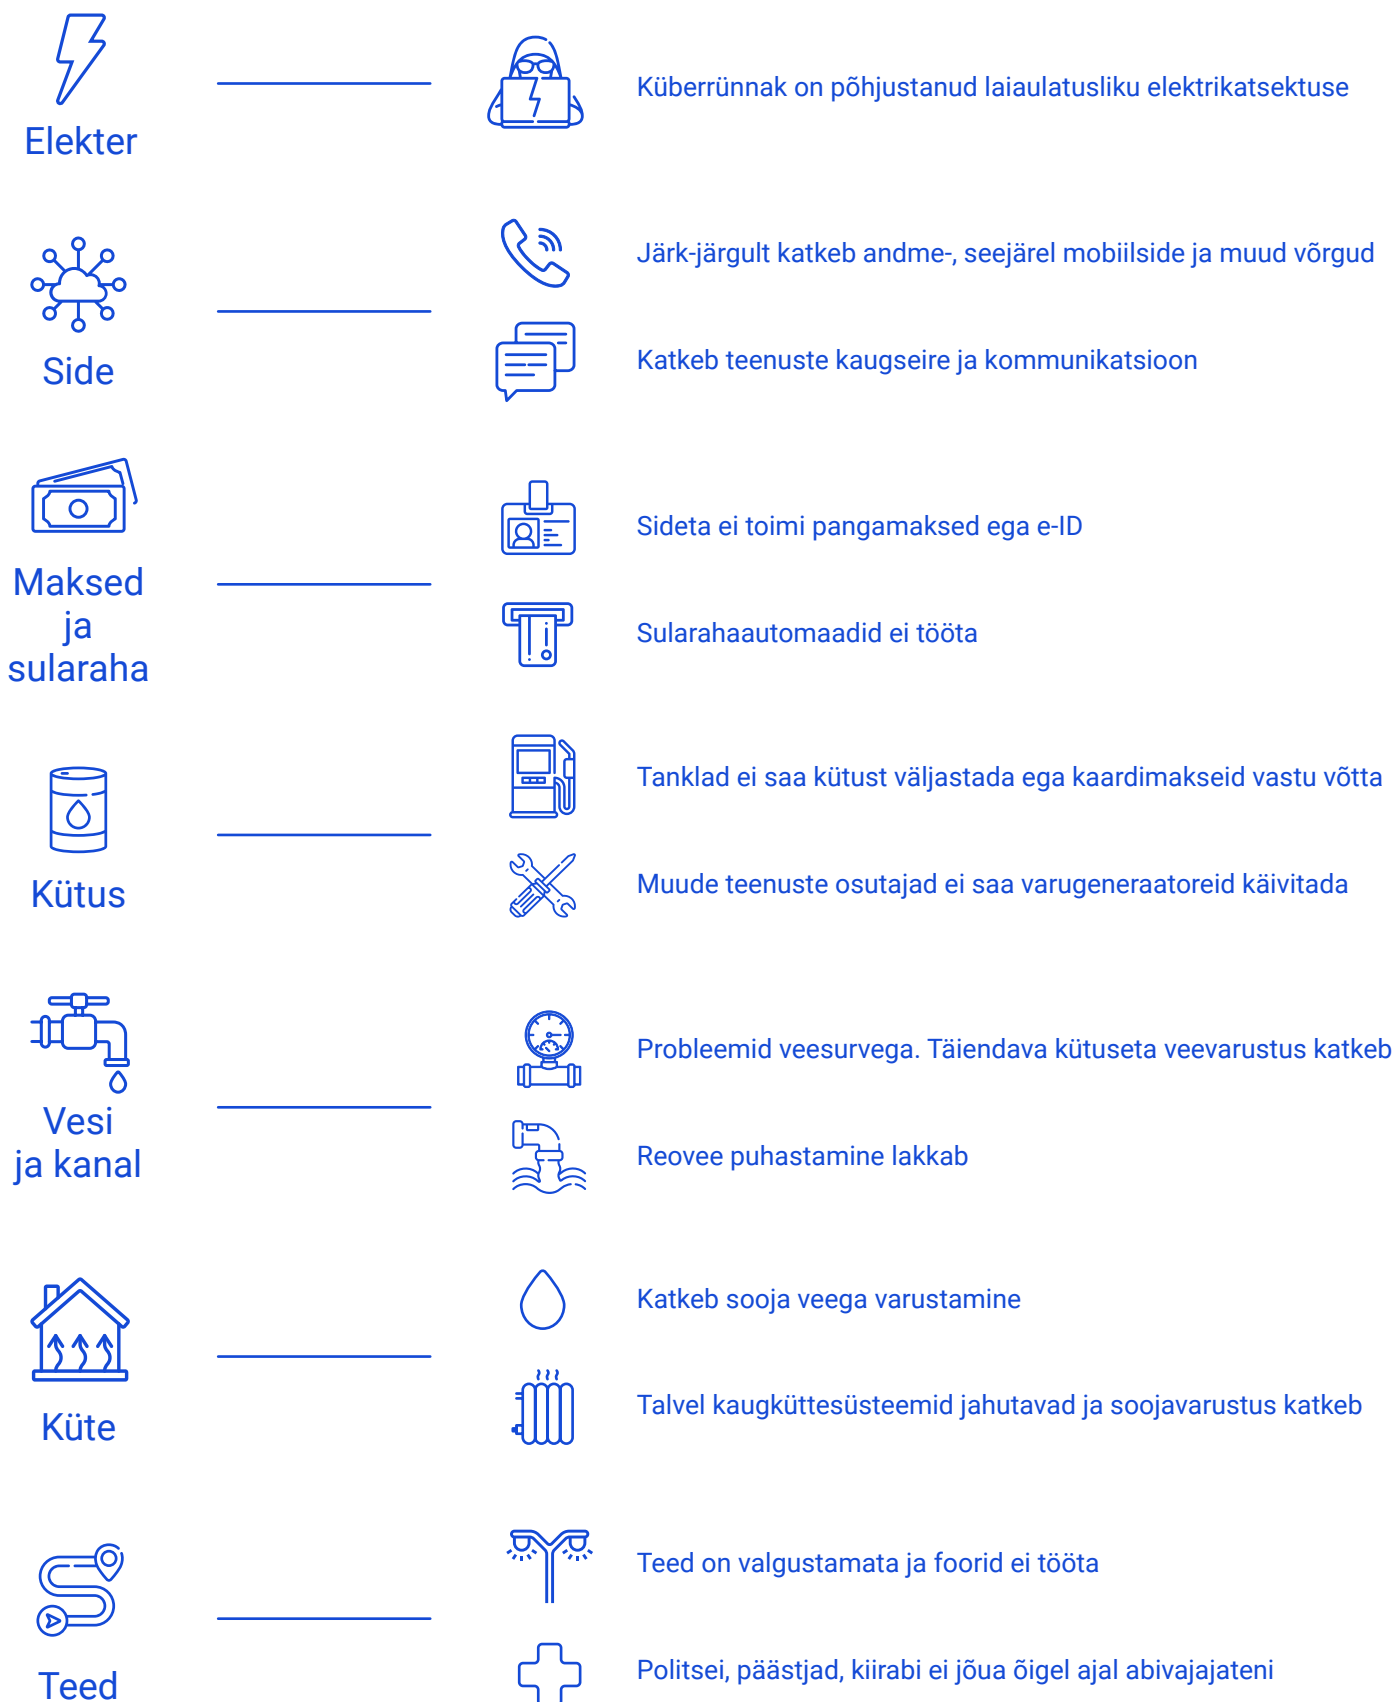 Elekter
Küberrünnak on põhjustanud laiaulatusliku elektrikatsektuse
Side
Järk-järgult katkeb andme-, seejärel mobiilside ja muud võrgud
Katkeb teenuste kaugseire ja kommunikatsioon
Maksed
ja
sularaha
Sideta ei toimi pangamaksed ega e-ID
Sularahaautomaadid ei tööta
Kütus
Tanklad ei saa kütust väljastada ega kaardimakseid vastu võtta
Muude teenuste osutajad ei saa varugeneraatoreid käivitada
Vesi
ja kanal
Probleemid veesurvega. Täiendava kütuseta veevarustus katkeb
Reovee puhastamine lakkab
Küte
Katkeb sooja veega varustamine
Talvel kaugküttesüsteemid jahutavad ja soojavarustus katkeb
Teed
Teed on valgustamata ja foorid ei tööta
Politsei, päästjad, kiirabi ei jõua õigel ajal abivajajateni